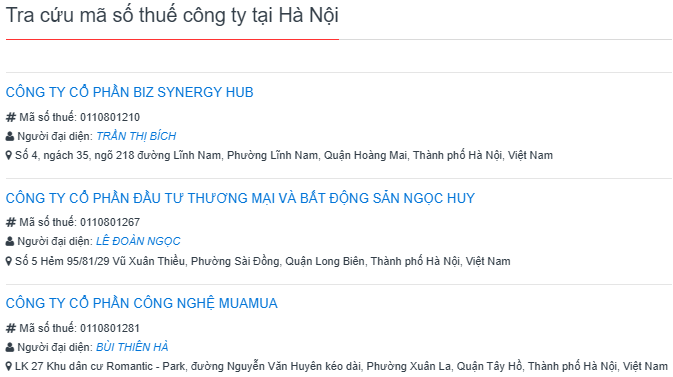 Tra cứu mã số thuế công ty tại Hà Nội
CÔNG TY CỔ PHẦN BIZ SYNERGY HUB
# Mã số thuế: 0110801210
Người đại diện: TRẦN THỊ BÍCH
Số 4, ngách 35, ngõ 218 đường Lĩnh Nam, Phường Lĩnh Nam, Quận Hoàng Mai, Thành phố Hà Nội, Việt Nam
CÔNG TY CỔ PHẦN ĐẦU TƯ THƯƠNG MẠI VÀ BẤT ĐỘNG SẢN NGỌC HUY
# Mã số thuế: 0110801267
Người đại diện: LÊ ĐOÀN NGỌC
Số 5 Hẻm 95/81/29 Vũ Xuân Thiều, Phường Sài Đồng, Quận Long Biên, Thành phố Hà Nội, Việt Nam
CÔNG TY CỔ PHẦN CÔNG NGHỆ MUAMUA
# Mã số thuế: 0110801281
Người đại diện: BÙI THIÊN HÀ
LK 27 Khu dân cư Romantic - Park, đường Nguyễn Văn Huyên kéo dài, Phường Xuân La, Quận Tây Hồ, Thành phố Hà Nội, Việt Nam